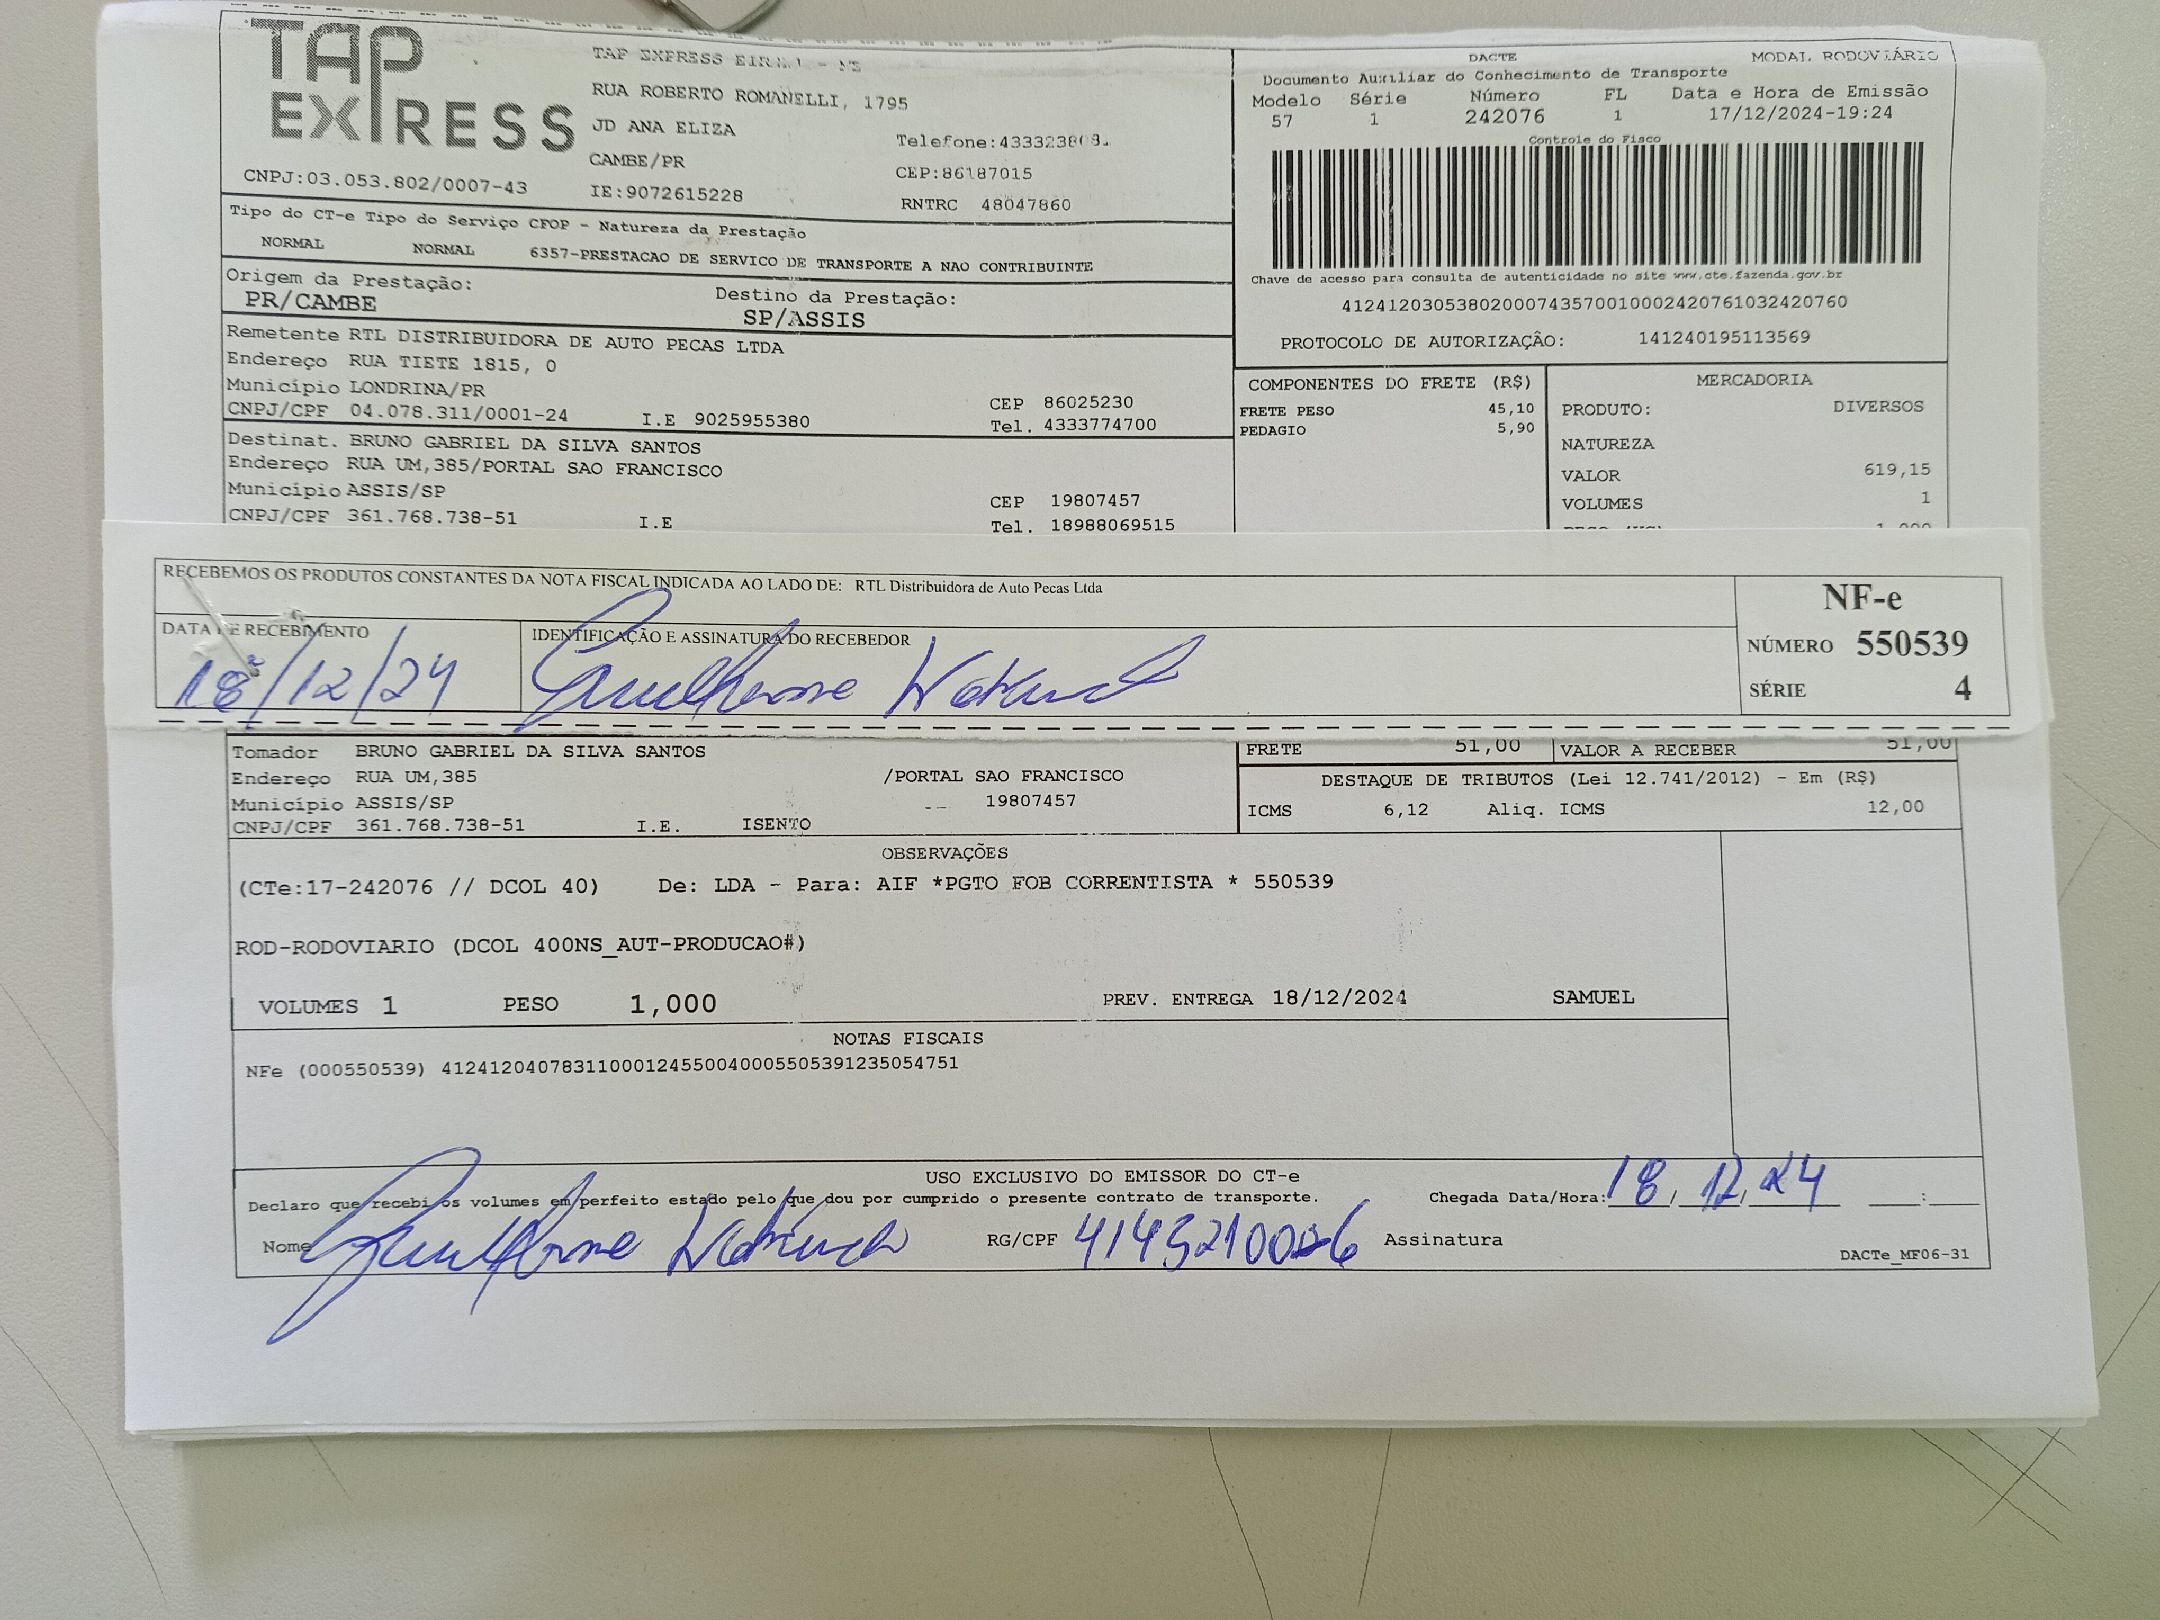 TAP EXPRESS
TAP EXPRESS
RUA ROBERTO ROMANELLI, 1795
JD ANA ELIZA
CAMBE/PR
Telefone:
CEP:86187015
CNPJ:03.053.802/0007-43
IE:9072615228
RNTRC 48047860
DACTE
MODAL RODOVIÁRIO
Documento Auxiliar do Conhecimento de Transporte
Modelo Série Número FL Data e Hora de Emissão
57 1 242076 1 17/12/2024-19:24
Controle do Fisco
Chave de acesso para consulta de autenticidade no site www.cte.fazenda.gov.br
41241203053802000743570010002420761032420760
PROTOCOLO DE AUTORIZAÇÃO: 141240195113569
Tipo do CT-e Tipo do Serviço CFOP - Natureza da Prestação
NORMAL NORMAL 6357-PRESTACAO DE SERVICO DE TRANSPORTE A NAO CONTRIBUINTE
Origem da Prestação: Destino da Prestação:
PR/CAMBE SP/ASSIS
Remetente RTL DISTRIBUIDORA DE AUTO PECAS LTDA
Endereço RUA TIETE 1815, 0
Município LONDRINA/PR CEP 86025230
CNPJ/CPF 04.078.311/0001-24 I.E 9025955380 Tel. 4333774700
Destinat. BRUNO GABRIEL DA SILVA SANTOS
Endereço RUA UM,385/PORTAL SAO FRANCISCO
Município ASSIS/SP CEP 19807457
CNPJ/CPF 361.768.738-51 I.E Tel. 18988069515
COMPONENTES DO FRETE (R$)
FRETE PESO 45,10
PEDAGIO 5,90
MERCADORIA
PRODUTO: DIVERSOS
NATUREZA
VALOR 619,15
VOLUMES 1
RECEBEMOS OS PRODUTOS CONSTANTES DA NOTA FISCAL INDICADA AO LADO DE: RTL Distribuidora de Auto Pecas Ltda
DATA DE RECEBIMENTO
18/12/24
IDENTIFICAÇÃO E ASSINATURA DO RECEBEDOR
Guilherme
NF-e
NÚMERO 550539
SÉRIE 4
Tomador BRUNO GABRIEL DA SILVA SANTOS
Endereço RUA UM,385 /PORTAL SAO FRANCISCO
Município ASSIS/SP 19807457
CNPJ/CPF 361.768.738-51 I.E. ISENTO
FRETE 51,00 VALOR A RECEBER 51,00
DESTAQUE DE TRIBUTOS (Lei 12.741/2012) - Em (R$)
ICMS 6,12 Aliq. ICMS 12,00
OBSERVAÇÕES
(CTe:17-242076 // DCOL 40) De: LDA - Para: AIF *PGTO FOB CORRENTISTA * 550539
ROD-RODOVIARIO (DCOL 400NS_AUT-PRODUCAO#)
VOLUMES 1 PESO 1,000 PREV. ENTREGA 18/12/2024 SAMUEL
NOTAS FISCAIS
NFe (000550539) 41241204078311000124550040005505391235054751
USO EXCLUSIVO DO EMISSOR DO CT-e
Declaro que recebi os volumes em perfeito estado pelo que dou por cumprido o presente contrato de transporte. Chegada Data/Hora: 18/12/24 :
Nome Guilherme RG/CPF Assinatura
DACTe_MF06-31